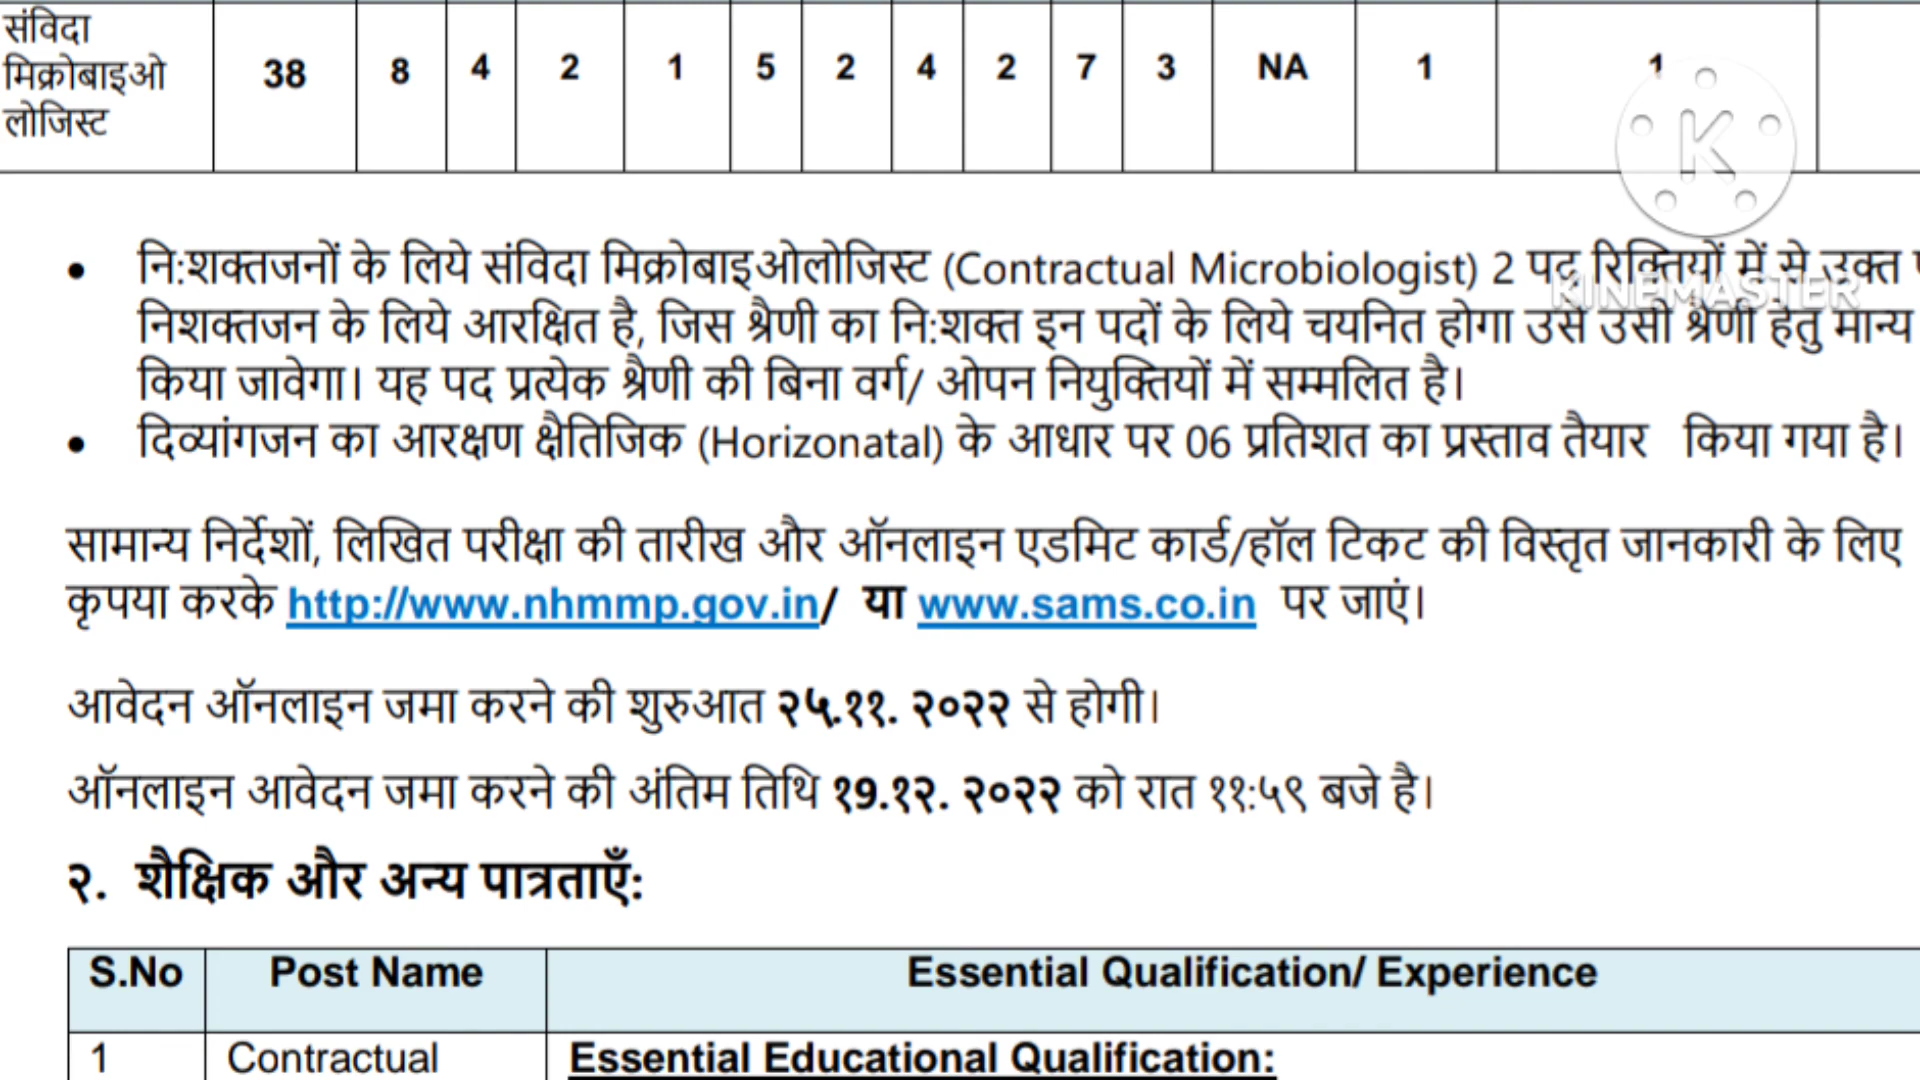 संविदा
मिक्रोबाइओ
लोजिस्ट
38 8 4 2 1 5 2 4 2 7 3 NA 1 1
• नि:शक्तजनों के लिये संविदा मिक्रोबाइओलोजिस्ट (Contractual Microbiologist) 2 पद रिक्तियों में से उक्त
निशक्तजन के लिये आरक्षित है, जिस श्रैणी का नि:शक्त इन पदों के लिये चयनित होगा उसे उसी श्रैणी हेतु मान्य
किया जावेगा। यह पद प्रत्येक श्रैणी की बिना वर्ग/ ओपन नियुक्तियों में सम्मलित है।
• दिव्यांगजन का आरक्षण क्षैतिजिक (Horizonatal) के आधार पर 06 प्रतिशत का प्रस्ताव तैयार किया गया है।
सामान्य निर्देशों, लिखित परीक्षा की तारीख और ऑनलाइन एडमिट कार्ड/हॉल टिकट की विस्तृत जानकारी के लिए
कृपया करके http://www.nhmmp.gov.in/ या www.sams.co.in पर जाएं।
आवेदन ऑनलाइन जमा करने की शुरुआत २५.११. २०२२ से होगी।
ऑनलाइन आवेदन जमा करने की अंतिम तिथि १9.१२. २०२२ को रात ११:५९ बजे है।
२. शैक्षिक और अन्य पात्रताएँ:
S.No Post Name Essential Qualification/ Experience
1 Contractual Essential Educational Qualification:
K
KINEMASTER